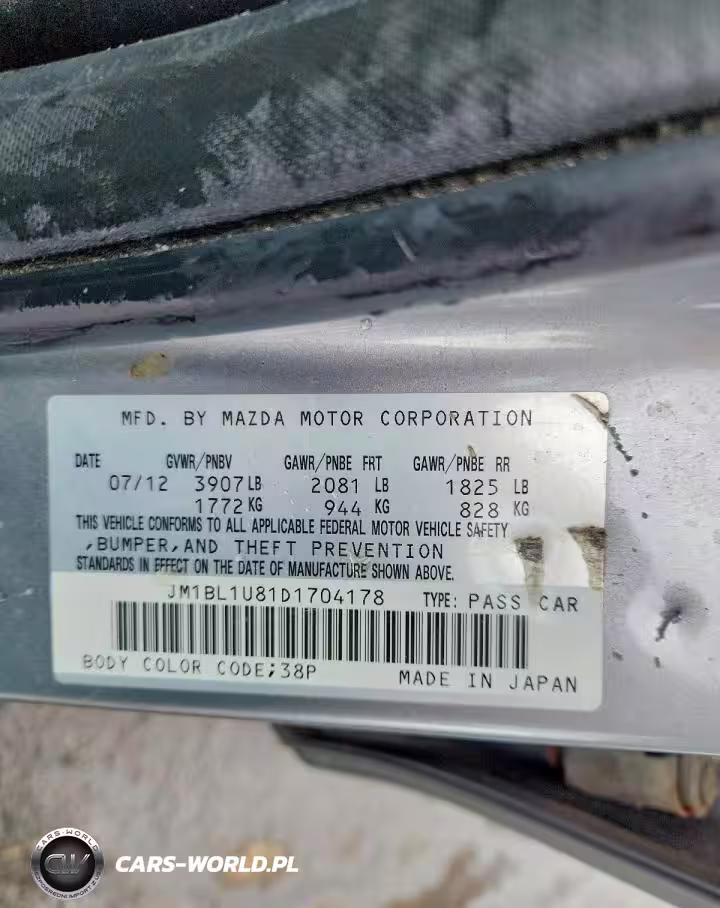 MFD. BY MAZDA MOTOR CORPORATION
DATE GVWR/PNBV GAWR/PNBE FRT GAWR/PNBE RR
07/12 3907 LB 2081 LB 1825 LB
1772 KG 944 KG 828 KG
THIS VEHICLE CONFORMS TO ALL APPLICABLE FEDERAL MOTOR VEHICLE SAFETY
,BUMPER,AND THEFT PREVENTION
STANDARDS IN EFFECT ON THE DATE OF MANUFACTURE SHOWN ABOVE.
JM1BL1U81D1704178 TYPE: PASS CAR
BODY COLOR CODE;38P
MADE IN JAPAN
CARS-WORLD
CARS-WORLD.PL